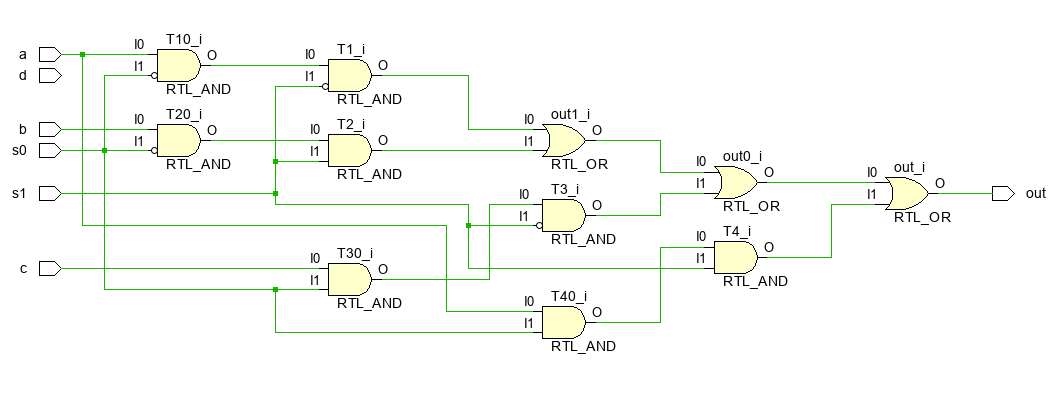 a
d
b
s0
s1
c
T10_i
I0
I1
O
RTL_AND
T20_i
I0
I1
O
RTL_AND
T1_i
I0
I1
O
RTL_AND
T2_i
I0
I1
O
RTL_AND
T30_i
I0
I1
O
RTL_AND
out1_i
I0
I1
O
RTL_OR
T3_i
I0
I1
O
RTL_AND
T40_i
I0
I1
O
RTL_AND
out0_i
I0
I1
O
RTL_OR
T4_i
I0
I1
O
RTL_AND
out_i
I0
I1
O
RTL_OR
out